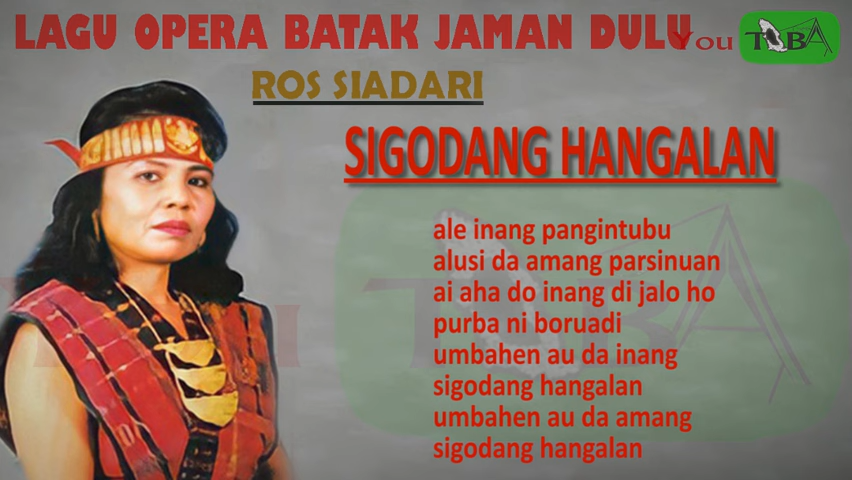 LAGU OPERA BATAK JAMAN DULU
You TOBA
ROS SIADARI
SIGODANG HANGALAN
ale inang pangintubu
alusi da amang parsinuan
ai aha do inang di jalo ho
purba ni boruadi
umbahen au da inang
sigodang hangalan
umbahen au da amang
sigodang hangalan